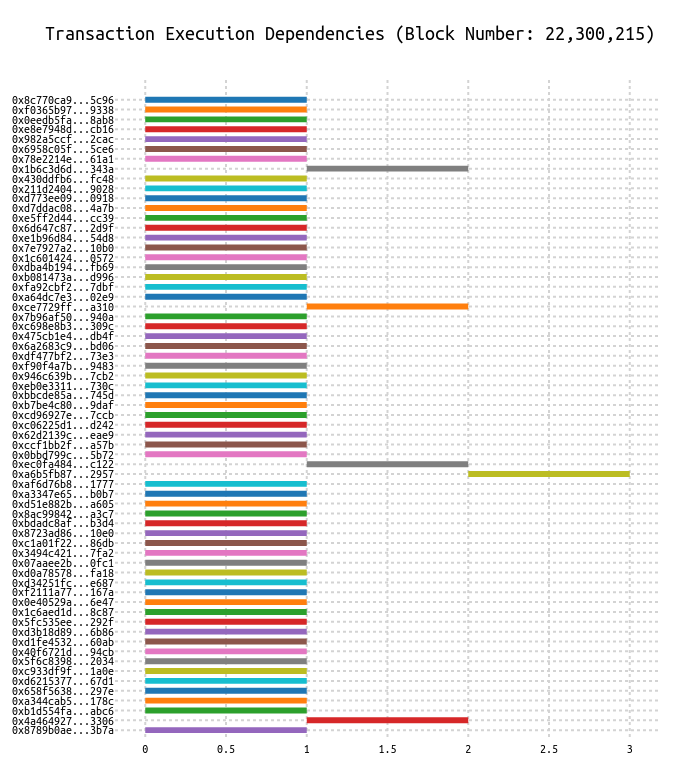 Transaction Execution Dependencies (Block Number: 22,300,215)
0x8c770ca9...5c96
0xf0365b97...9338
0x0eedb5fa...8ab8
0xe8e7948d...cb16
0x982a5ccf...2cac
0x6958c05f...5ce6
0x78e2214e...61a1
0x1b6c3d6d...343a
0x430ddfb6...fc48
0x211d2404...9028
0xd773ee09...0918
0xd7ddac08...4a7b
0xe5ff2d44...cc39
0x6d647c87...2d9f
0xe1b96d84...54d8
0x7e7927a2...10b0
0x1c601424...0572
0xdba4b194...fb69
0xb081473a...d996
0xfa92cbf2...7dbf
0xa64dc7e3...02e9
0xce7729ff...a310
0x7b96af50...940a
0xc698e8b3...309c
0x475cb1e4...db4f
0x6a2683c9...bd06
0xdf477bf2...73e3
0xf90f4a7b...9483
0x946c639b...7cb2
0xeb0e3311...730c
0xbbcde85a...745d
0xb7be4c80...9daf
0xcd96927e...7ccb
0xc06225d1...d242
0x62d2139c...eae9
0xccf1bb2f...a57b
0x0bbd799c...5b72
0xec0fa484...c122
0xa6b5fb87...2957
0xaf6d76b8...1777
0xa3347e65...b0b7
0xd51e882b...a605
0x8ac99842...a3c7
0xbdadc8af...b3d4
0x8723ad86...10e0
0xc1a01f22...86db
0x3494c421...7fa2
0x07aaee2b...0fc1
0xd0a78578...fa18
0xd34251fc...e687
0xf2111a77...167a
0x0e40529a...6e47
0x1c6aed1d...8c87
0x5fc535ee...292f
0xd3b18d89...6b86
0xd1fe4532...60ab
0x40f6721d...94cb
0x5f6c8398...2034
0xc933df9f...1a0e
0xd6215377...67d1
0x658f5638...297e
0xa344cab5...178c
0xb1d554fa...abc6
0x4a464927...3306
0x8789b0ae...3b7a
0 0.5 1 1.5 2 2.5 3